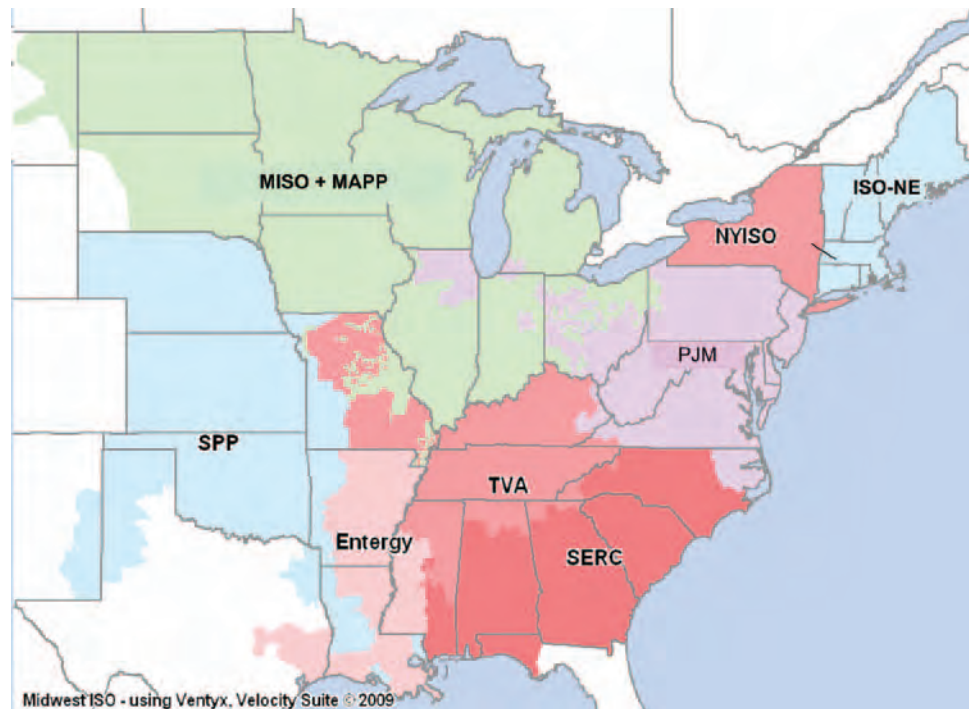 MISO + MAPP
ISO-NE
NYISO
PJM
SPP
TVA
Entergy
SERC
Midwest ISO - using Ventyx, Velocity Suite © 2009